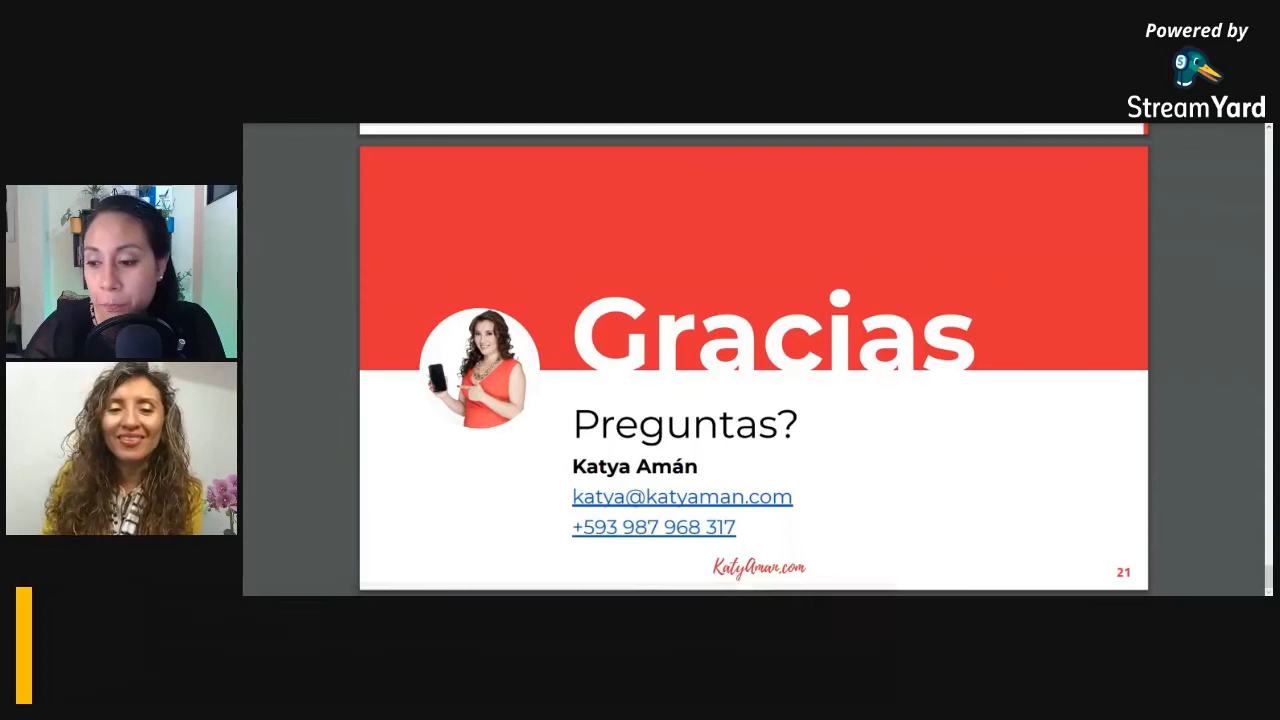 Powered by
StreamYard
Gracias
Preguntas?
Katya Amán
katya@katyaman.com
+593 987 968 317
KatyAman.com
21